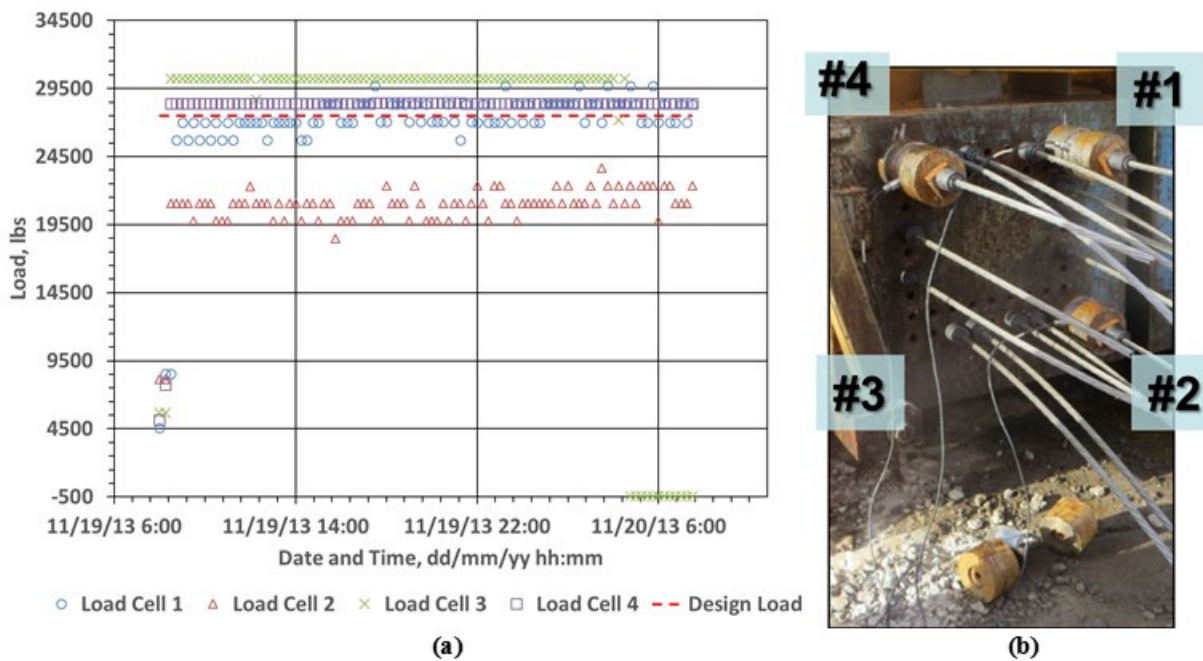 34500
29500
24500
19500
14500
9500
4500
-500
Load, lbs
11/19/13 6:00 11/19/13 14:00 11/19/13 22:00 11/20/13 6:00
Date and Time, dd/mm/yy hh:mm
Load Cell 1 Load Cell 2 Load Cell 3 Load Cell 4 Design Load
(a)
#4 #1
#3 #2
(b)